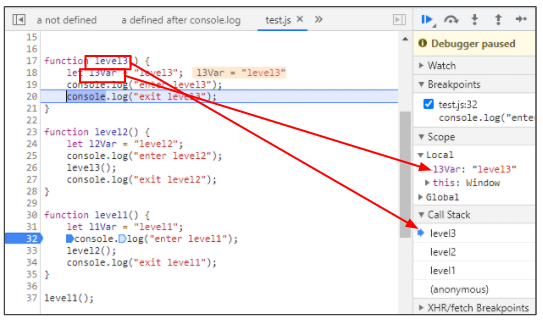 a not defined
a defined after console.log
test.js × »
15
16
17 function level3() {
18 let l3Var = "level3"; l3Var = "level3"
19 console.log("enter level3");
20 console.log("exit level3");
21 }
22
23 function level2() {
24 let l2Var = "level2";
25 console.log("enter level2");
26 level3();
27 console.log("exit level2");
28 }
29
30 function level1() {
31 let l1Var = "level1";
32 console.log("enter level1");
33 level2();
34 console.log("exit level1");
35 }
36
37 level1();
Debugger paused
Watch
Breakpoints
test.js:32
console.log("enter
Scope
Local
l3Var: "level3"
this: Window
Global
Call Stack
level3
level2
level1
(anonymous)
XHR/fetch Breakpoints